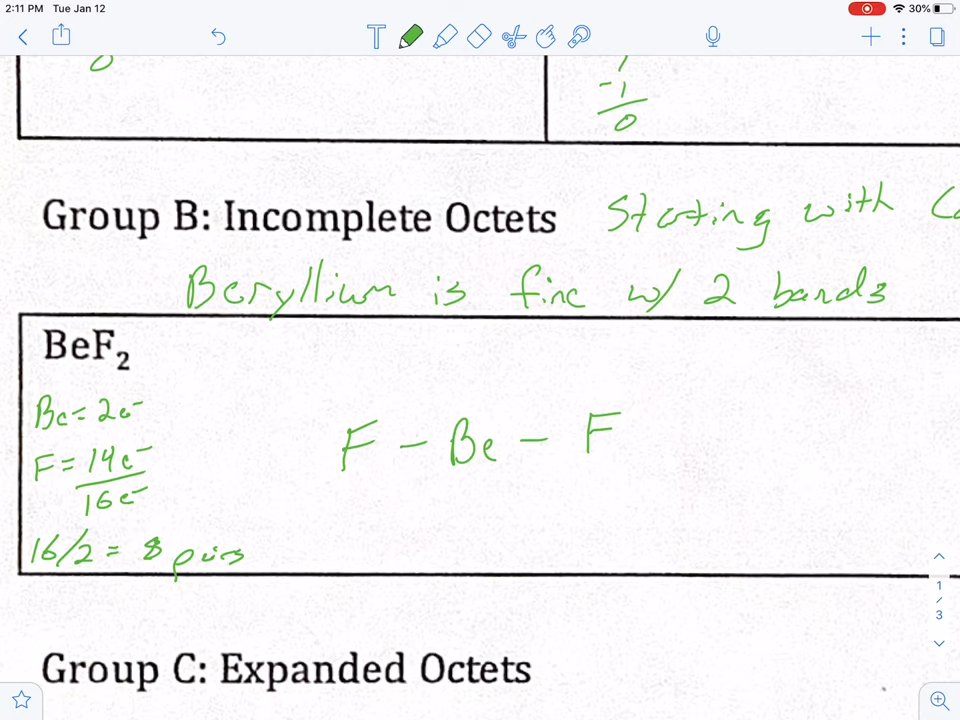 2:11 PM Tue Jan 12
30%
T
0
-1
0
Group B: Incomplete Octets Starting with
Beryllium is fine w/ 2 bonds
BeF2
Be = 2e-
F = 14e-
16e-
F - Be - F
16/2 = 8 pairs
1
/
3
Group C: Expanded Octets